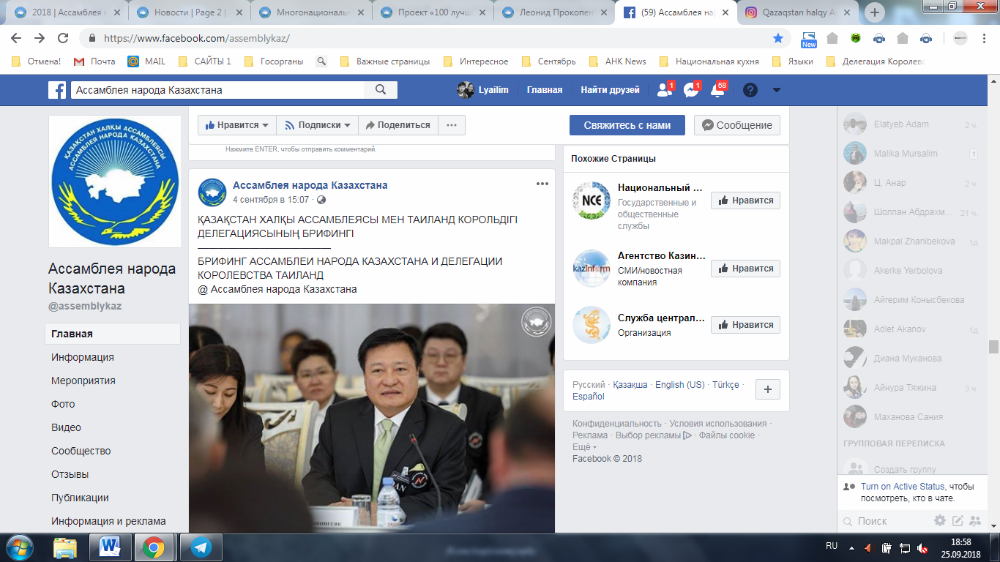 2018 | Ассамблея
Новости | Page 2 |
Многонациональ
Проект «100 лучш
Леонид Прокопен
(59) Ассамблея на
Qazaqstan halqy A
https://www.facebook.com/assemblykaz/
New
Отмена!
Почта
MAIL
САЙТЫ 1
Госорганы
Важные страницы
Интересное
Сентябрь
АНК News
Национальная кухня
Языки
Делегация Королевс
Ассамблея народа Казахстана
Lyailim
Главная
Найти друзей
1
1
58
ҚАЗАҚСТАН ХАЛҚЫ АССАМБЛЕЯСЫ
АССАМБЛЕЯ НАРОДА КАЗАХСТАНА
Ассамблея народа
Казахстана
@assemblykaz
Главная
Информация
Мероприятия
Фото
Видео
Сообщество
Отзывы
Публикации
Информация и реклама
Нравится
Подписки
Поделиться
Свяжитесь с нами
Сообщение
Нажмите ENTER, чтобы отправить комментарий.
Ассамблея народа Казахстана
4 сентября в 15:07 ·
ҚАЗАҚСТАН ХАЛҚЫ АССАМБЛЕЯСЫ МЕН ТАИЛАНД КОРОЛЬДІГІ
ДЕЛЕГАЦИЯСЫНЫҢ БРИФИНГІ
БРИФИНГ АССАМБЛЕИ НАРОДА КАЗАХСТАНА И ДЕЛЕГАЦИИ
КОРОЛЕВСТВА ТАИЛАНД
@ Ассамблея народа Казахстана
Похожие Страницы
NCE
Национальный ...
Государственные и
общественные
службы
Нравится
kazinform
Агентство Казин...
СМИ/новостная
компания
Нравится
Служба централ...
Организация
Нравится
Русский · Қазақша · English (US) · Türkçe ·
Español
Конфиденциальность · Условия использования ·
Реклама · Выбор рекламы · Файлы cookie ·
Ещё
Facebook © 2018
Elatyeb Adam 2 ч.
Malika Mursalim 1
Ц. Анар 2 ч.
Шолпан Абдрахм... 21 ч.
Makpal Zhanibekova 1д
Akerke Yerbolova
Айгерим Конысбекова
Adlet Akanov 1д
Диана Муканова
Айнура Тяжина 3 ч.
Маханова Сания
ГРУППОВАЯ ПЕРЕПИСКА
Создать группу
Turn on Active Status, чтобы
посмотреть, кто в чате.
Поиск
RU
18:58
25.09.2018